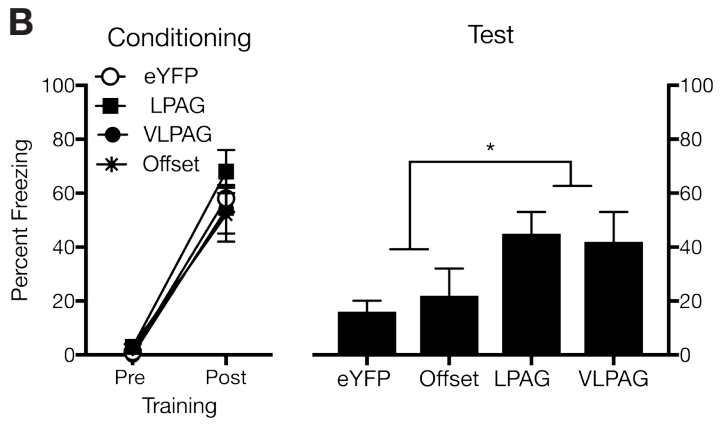 B
Conditioning
Test
eYFP
LPAG
VLPAG
Offset
Percent Freezing
100
80
60
40
20
0
Pre
Post
Training
*
100
80
60
40
20
0
eYFP
Offset
LPAG
VLPAG